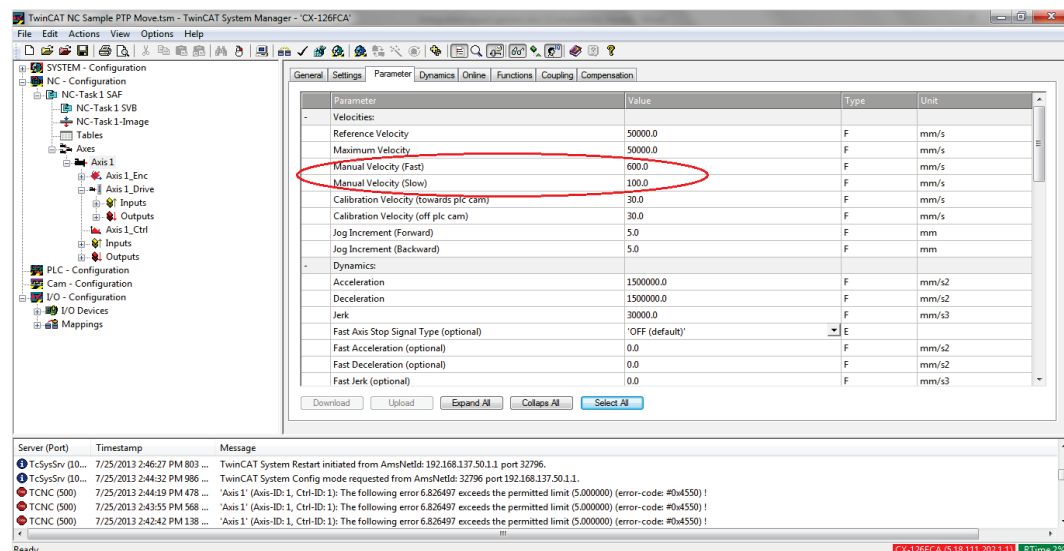 TwinCAT NC Sample PTP Move.tsm - TwinCAT System Manager - 'CX-126FCA'
File Edit Actions View Options Help
SYSTEM - Configuration
NC - Configuration
NC-Task 1 SAF
NC-Task 1 SVB
NC-Task 1-Image
Tables
Axes
Axis 1
Axis 1_Enc
Axis 1_Drive
Inputs
Outputs
Axis 1_Ctrl
Inputs
Outputs
PLC - Configuration
Cam - Configuration
I/O - Configuration
I/O Devices
Mappings
General Settings Parameter Dynamics Online Functions Coupling Compensation
Parameter Value Type Unit
- Velocities:
Reference Velocity 50000.0 F mm/s
Maximum Velocity 50000.0 F mm/s
Manual Velocity (Fast) 600.0 F mm/s
Manual Velocity (Slow) 100.0 F mm/s
Calibration Velocity (towards plc cam) 30.0 F mm/s
Calibration Velocity (off plc cam) 30.0 F mm/s
Jog Increment (Forward) 5.0 F mm
Jog Increment (Backward) 5.0 F mm
- Dynamics:
Acceleration 1500000.0 F mm/s2
Deceleration 1500000.0 F mm/s2
Jerk 30000.0 F mm/s3
Fast Axis Stop Signal Type (optional) 'OFF (default)' E
Fast Acceleration (optional) 0.0 F mm/s2
Fast Deceleration (optional) 0.0 F mm/s2
Fast Jerk (optional) 0.0 F mm/s3
Download Upload Expand All Collaps All Select All
Server (Port) Timestamp Message
TcSysSrv (10... 7/25/2013 2:46:27 PM 803 ... TwinCAT System Restart initiated from AmsNetId: 192.168.137.50.1.1 port 32796.
TcSysSrv (10... 7/25/2013 2:44:32 PM 986 ... TwinCAT System Config mode requested from AmsNetId: 32796 port 192.168.137.50.1.1.
TCNC (500) 7/25/2013 2:44:19 PM 478 ... 'Axis 1' (Axis-ID: 1, Ctrl-ID: 1): The following error 6.826497 exceeds the permitted limit (5.000000) (error-code: #0x4550) !
TCNC (500) 7/25/2013 2:43:55 PM 568 ... 'Axis 1' (Axis-ID: 1, Ctrl-ID: 1): The following error 6.826497 exceeds the permitted limit (5.000000) (error-code: #0x4550) !
TCNC (500) 7/25/2013 2:42:42 PM 138 ... 'Axis 1' (Axis-ID: 1, Ctrl-ID: 1): The following error 6.826497 exceeds the permitted limit (5.000000) (error-code: #0x4550) !
Ready CX-126FCA (5.18.111.202.1.1) RTime